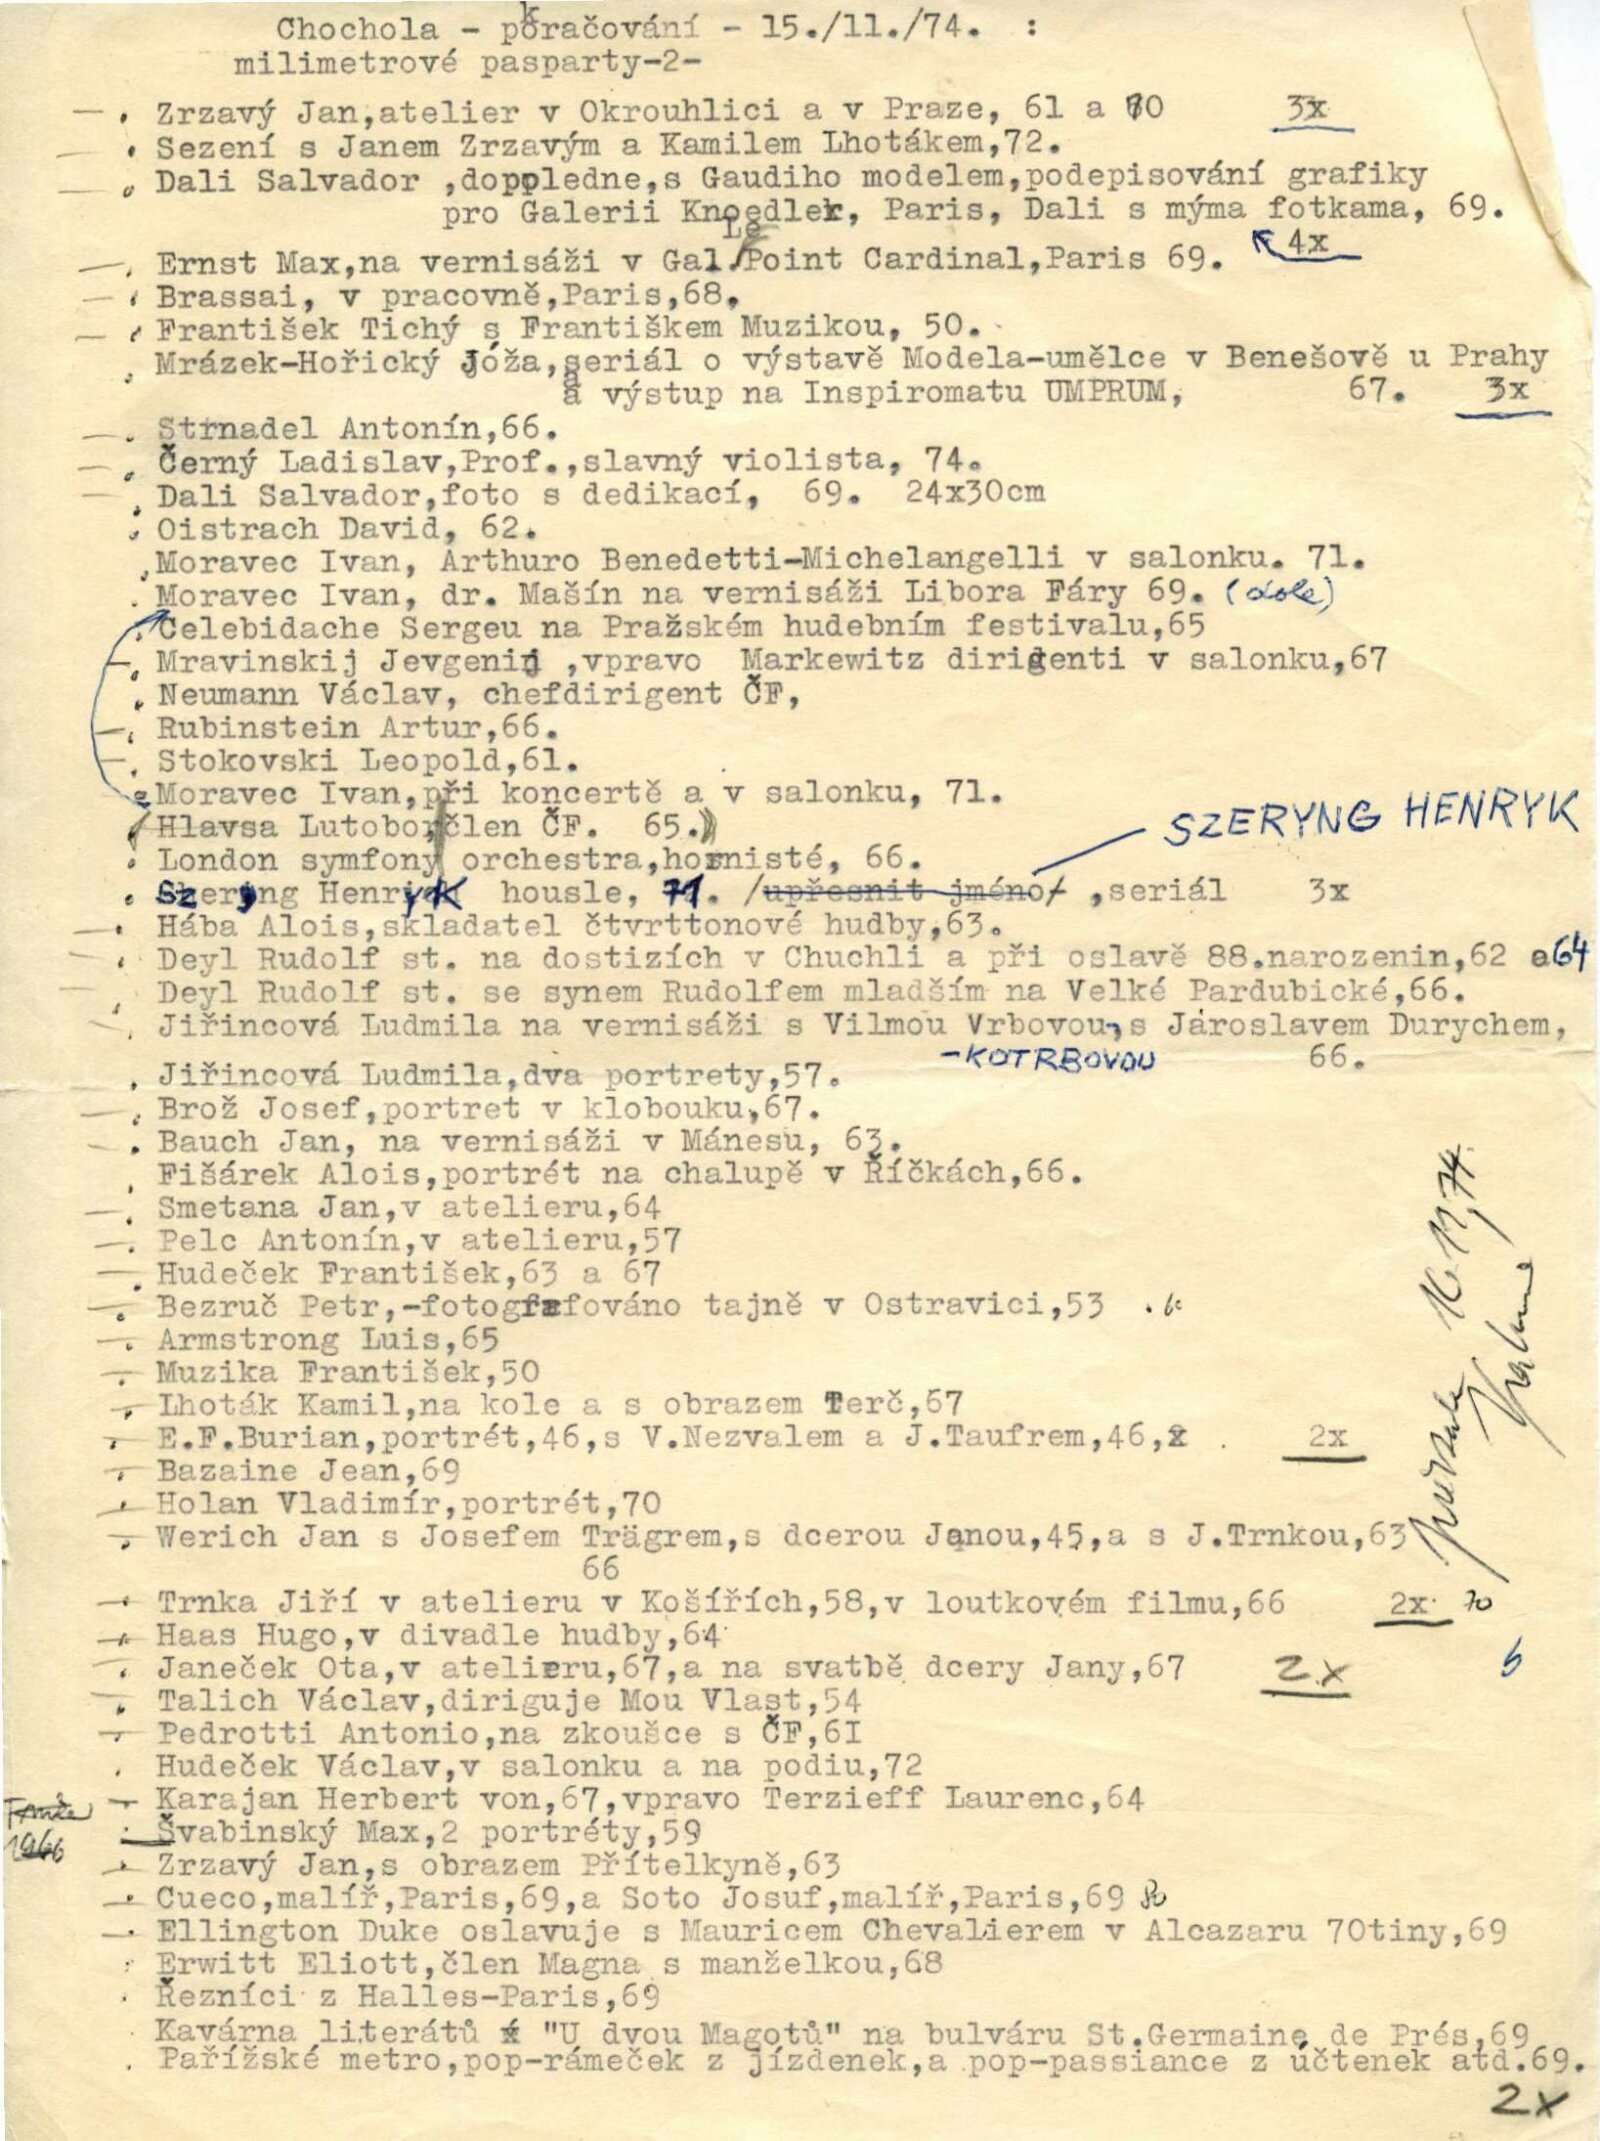 Chochola - pokračování - 15./11./74. :
milimetrové pasparty-2-
Zrzavý Jan,atelier v Okrouhlici a v Praze, 61 a 70 3x
Sezení s Janem Zrzavým a Kamilem Lhotákem,72.
Dali Salvador ,dopoledne,s Gaudiho modelem,podepisování grafiky
pro Galerii Knoedler, Paris, Dali s mýma fotkama, 69.
4x
Ernst Max,na vernisáži v Gal. Le Point Cardinal,Paris 69.
Brassai, v pracovně,Paris,68.
František Tichý s Františkem Muzikou, 50.
Mrázek-Hořický Jóža,seriál o výstavě Modela-umělce v Benešově u Prahy
a výstup na Inspiromatu UMPRUM, 67. 3x
Strnadel Antonín,66.
Černý Ladislav,Prof.,slavný violista, 74.
Dali Salvador,foto s dedikací, 69. 24x30cm
Oistrach David, 62.
Moravec Ivan, Arthuro Benedetti-Michelangelli v salonku. 71.
Moravec Ivan, dr. Mašín na vernisáži Libora Fáry 69. (dole)
Celebidache Sergeu na Pražském hudebním festivalu,65
Mravinskij Jevgenij ,vpravo Markewitz dirigenti v salonku,67
Neumann Václav, chefdirigent ČF,
Rubinstein Artur,66.
Stokovski Leopold,61.
Moravec Ivan,při koncertě a v salonku, 71.
(Hlavsa Lutobor,člen ČF. 65.)
SZERYNG HENRYK
London symfony orchestra,hornisté, 66.
Szeryng Henryk housle, 71. /upřesnit jméno/ ,seriál 3x
Hába Alois,skladatel čtvrttonové hudby,63.
Deyl Rudolf st. na dostizích v Chuchli a při oslavě 88.narozenin,62 a64
Deyl Rudolf st. se synem Rudolfem mladším na Velké Pardubické,66.
Jiřincová Ludmila na vernisáži s Vilmou Vrbovou,s Jaroslavem Durychem,
-KOTRBOVOU 66.
Jiřincová Ludmila,dva portrety,57.
Brož Josef,portret v klobouku,67.
Bauch Jan, na vernisáži v Mánesu, 63.
Fišárek Alois,portrét na chalupě v Říčkách,66.
Smetana Jan,v atelieru,64
Pelc Antonín,v atelieru,57
Hudeček František,63 a 67
Bezruč Petr,-fotografováno tajně v Ostravici,53
Armstrong Luis,65
Muzika František,50
Lhoták Kamil,na kole a s obrazem Terč,67
E.F.Burian,portrét,46,s V.Nezvalem a J.Taufrem,46,x 2x
Bazaine Jean,69
Holan Vladimír,portrét,70
Werich Jan s Josefem Trägrem,s dcerou Janou,45,a s J.Trnkou,63
66
Trnka Jiří v atelieru v Košířích,58,v loutkovém filmu,66 2x 70
Haas Hugo,v divadle hudby,64
Janeček Ota,v atelieru,67,a na svatbě dcery Jany,67 2x
Talich Václav,diriguje Mou Vlast,54
Pedrotti Antonio,na zkoušce s ČF,61
Hudeček Václav,v salonku a na podiu,72
Karajan Herbert von,67,vpravo Terzieff Laurenc,64
1966
Švabinský Max,2 portréty,59
Zrzavý Jan,s obrazem Přítelkyně,63
Cueco,malíř,Paris,69,a Soto Josuf,malíř,Paris,69
Ellington Duke oslavuje s Mauricem Chevalierem v Alcazaru 70tiny,69
Erwitt Eliott,člen Magna s manželkou,68
Řezníci z Halles-Paris,69
Kavárna literátů x "U dvou Magotů" na bulváru St.Germaine de Prés,69
Pařížské metro,pop-rámeček z jízdenek,a pop-passiance z účtenek atd.69.
2x